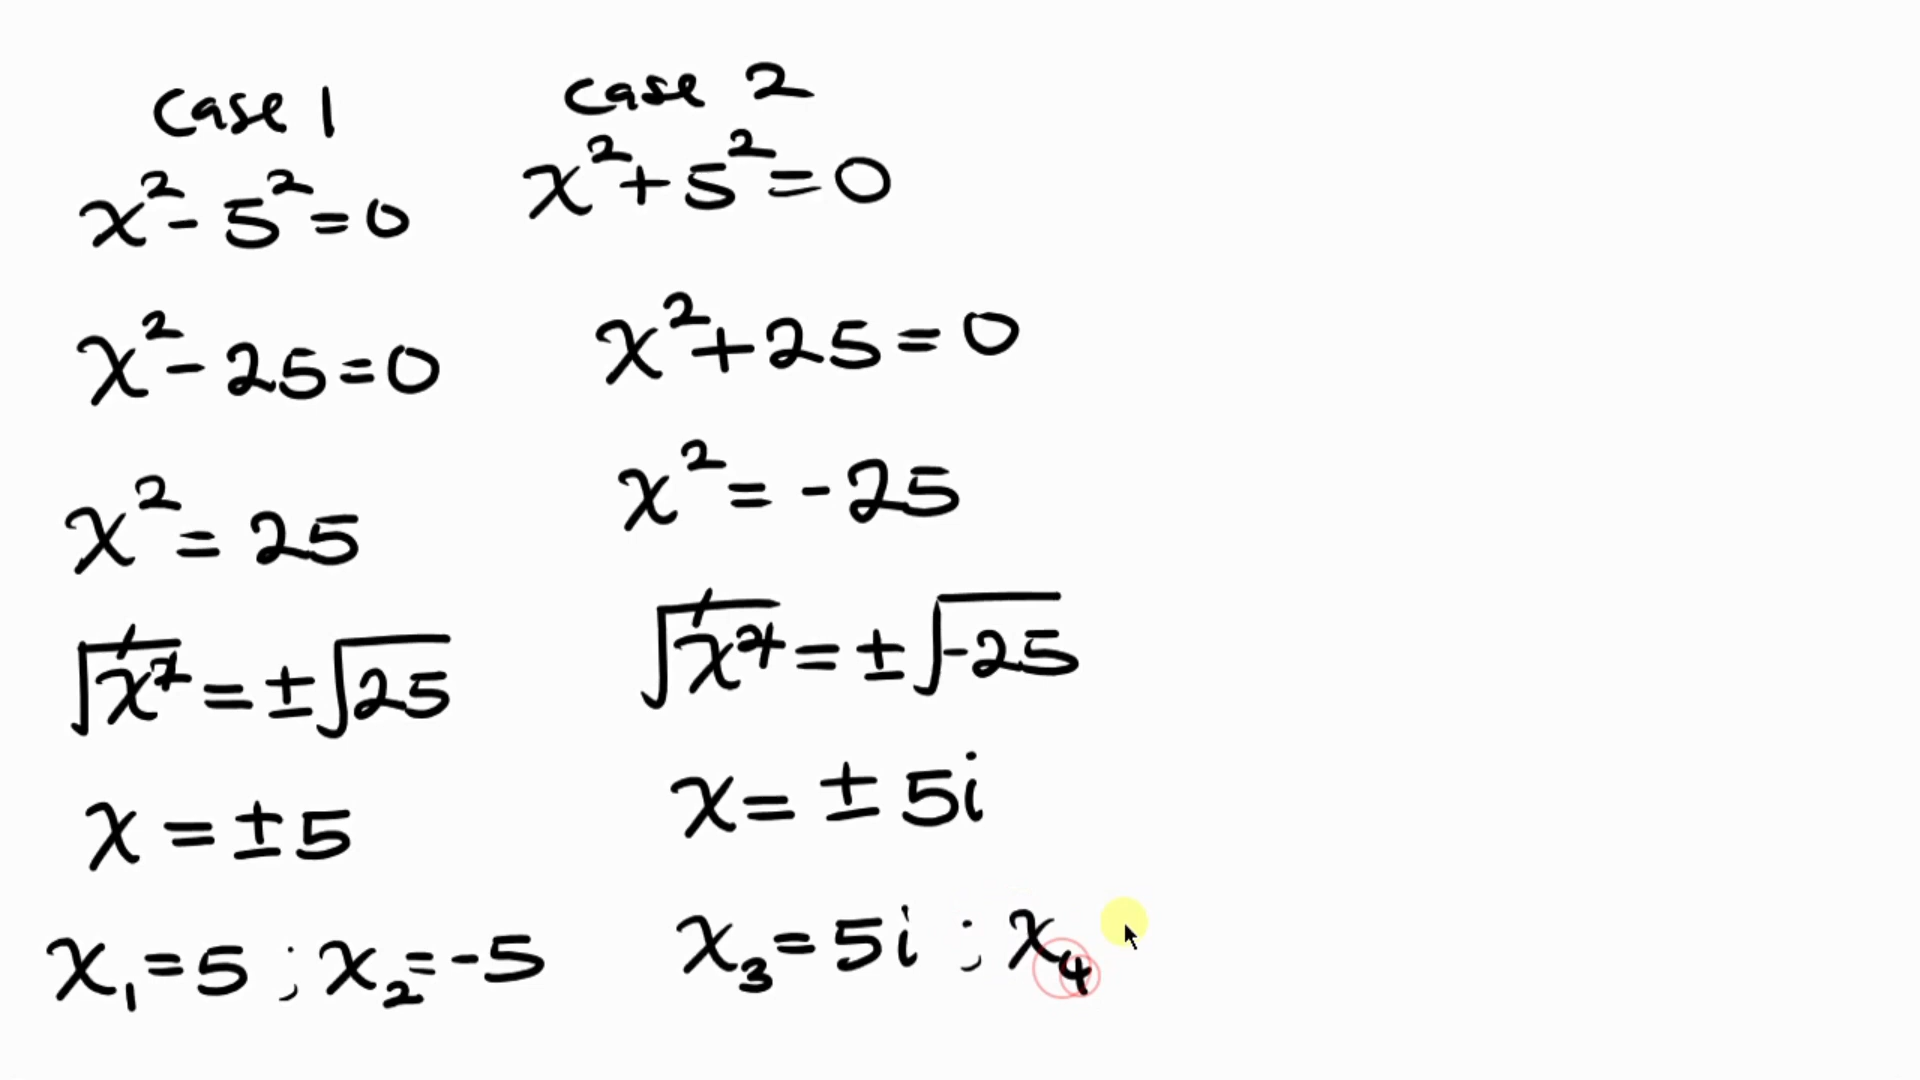 Case 1
x² - 5² = 0
x² - 25 = 0
x² = 25
√x² = ±√25
x = ±5
x₁ = 5 ; x₂ = -5
Case 2
x² + 5² = 0
x² + 25 = 0
x² = -25
√x² = ±√-25
x = ± 5i
x₃ = 5i ; x₄